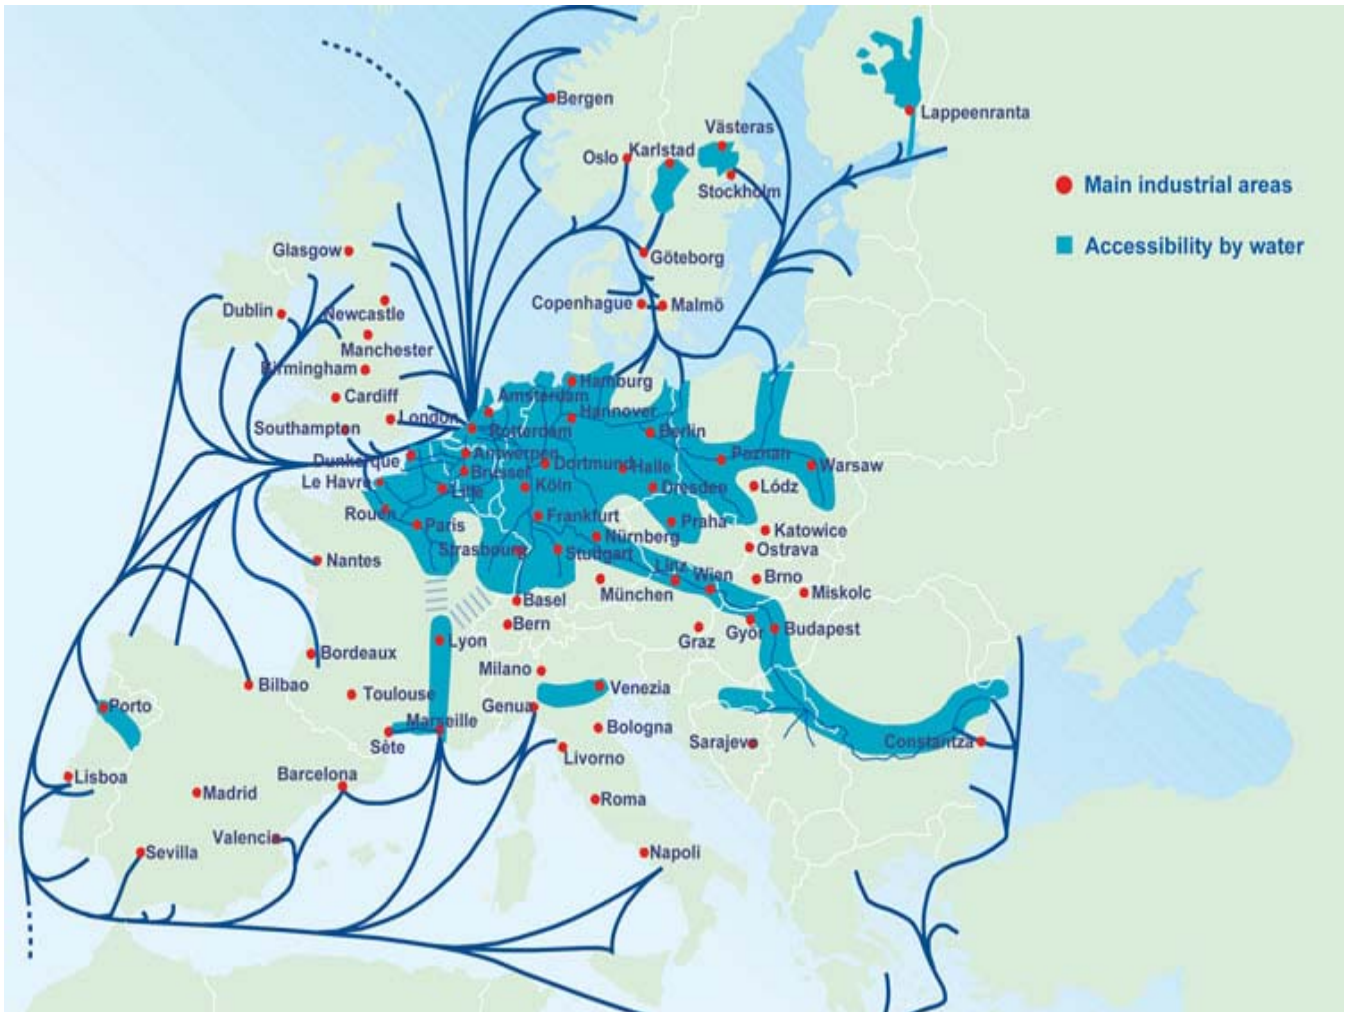 Bergen
Lappeenranta
Västeras
Oslo
Karlstad
Stockholm
Main industrial areas
Accessibility by water
Glasgow
Göteborg
Dublin
Newcastle
Copenhague
Malmö
Manchester
Birmingham
Hamburg
Cardiff
Amsterdam
London
Hannover
Southampton
Rotterdam
Berlin
Dunkerque
Antwerpen
Dortmund
Halle
Poznan
Warsaw
Brussel
Le Havre
Lille
Köln
Dresden
Lódz
Rouen
Paris
Frankfurt
Praha
Katowice
Nürnberg
Ostrava
Strasbourg
Stuttgart
Nantes
Linz
Wien
Brno
München
Miskolc
Basel
Bern
Györ
Budapest
Graz
Lyon
Bordeaux
Milano
Bilbao
Toulouse
Venezia
Porto
Genua
Marseille
Bologna
Sète
Sarajevo
Constantza
Livorno
Lisboa
Barcelona
Madrid
Roma
Valencia
Sevilla
Napoli